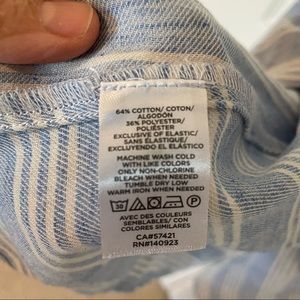 64% COTTON/ COTON/
ALGODÓN
36% POLYESTER/
POLIÉSTER
EXCLUSIVE OF ELASTIC/
SANS ÉLASTIQUE/
EXCLUYENDO EL ELÁSTICO
MACHINE WASH COLD
WITH LIKE COLORS
ONLY NON-CHLORINE
BLEACH WHEN NEEDED
TUMBLE DRY LOW
WARM IRON WHEN NEEDED
30
AVEC DES COULEURS
SEMBLABLES/ CON
COLORES SIMILARES
CA#57421
RN#140923